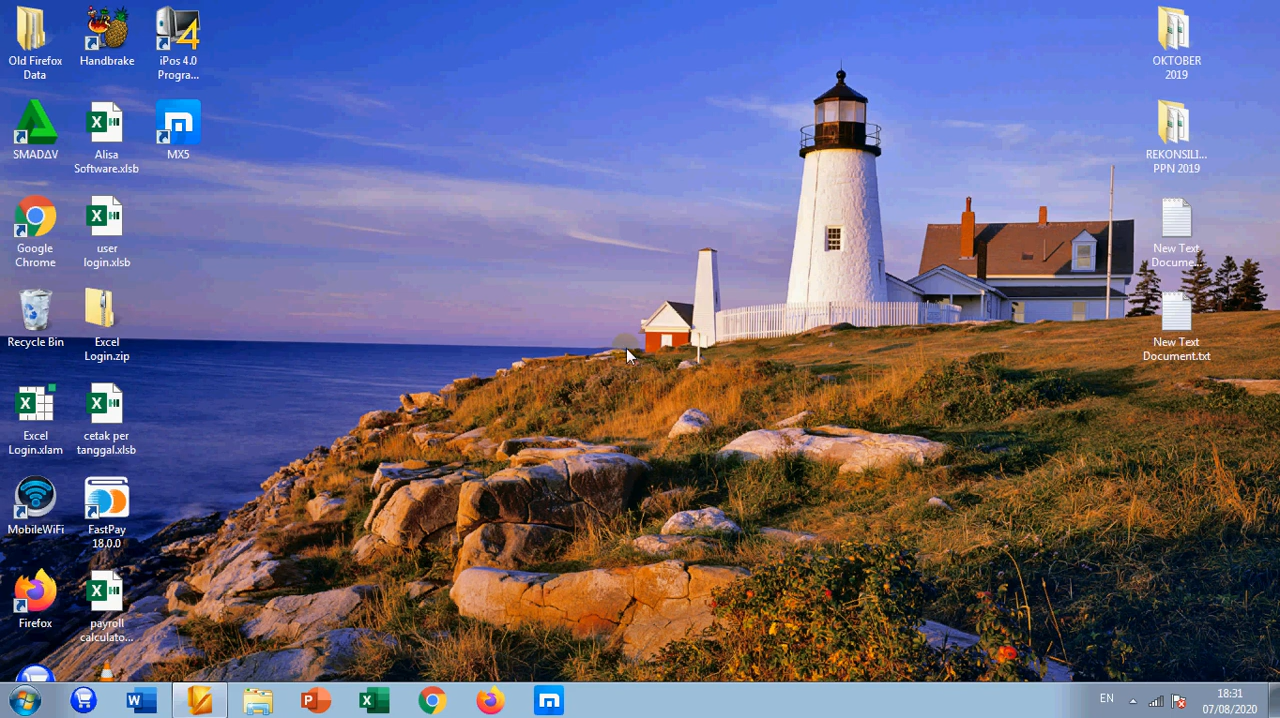 Old Firefox
Data
Handbrake
iPos 4.0
Progra...
SMADΔV
Alisa
Software.xlsb
MX5
Google
Chrome
user
login.xlsb
Recycle Bin
Excel
Login.zip
Excel
Login.xlam
cetak per
tanggal.xlsb
MobileWiFi
FastPay
18.0.0
Firefox
payroll
calculato...
OKTOBER
2019
REKONSILI...
PPN 2019
New Text
Docume...
New Text
Document.txt
EN
18:31
07/08/2020